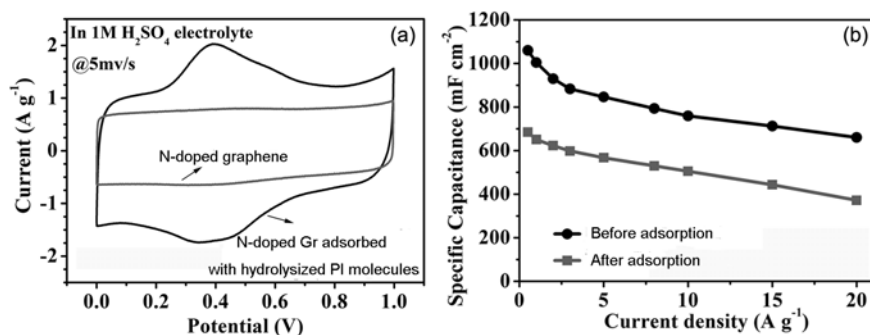 In 1M H₂SO₄ electrolyte
@5mv/s
(a)
N-doped graphene
N-doped Gr adsorbed
with hydrolysized PI molecules
Current (A g⁻¹)
2
1
0
-1
-2
0.0 0.2 0.4 0.6 0.8 1.0
Potential (V)
(b)
Specific Capacitance (mF cm⁻²)
1200
1000
800
600
400
200
0
Before adsorption
After adsorption
0 5 10 15 20
Current density (A g⁻¹)